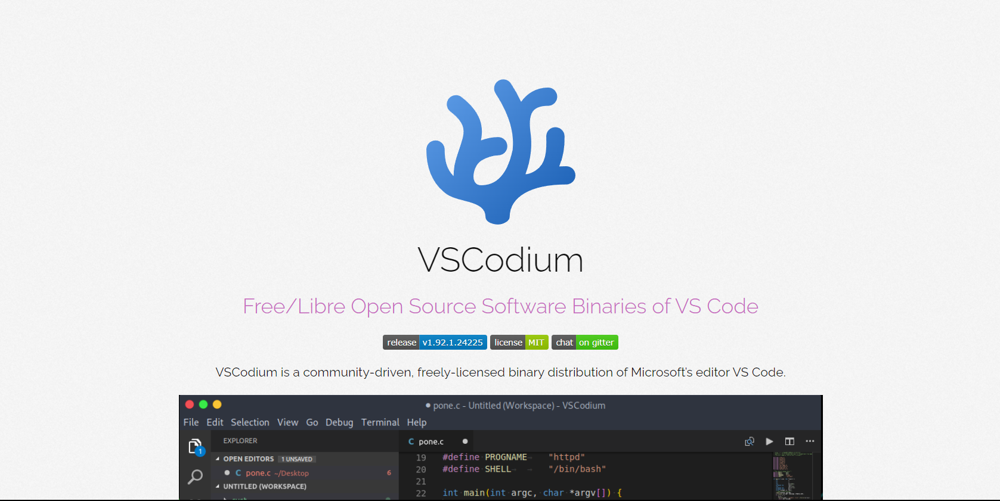 VSCodium
Free/Libre Open Source Software Binaries of VS Code
release v1.92.1.24225 license MIT chat on gitter
VSCodium is a community-driven, freely-licensed binary distribution of Microsoft's editor VS Code.
● pone.c - Untitled (Workspace) - VSCodium
File Edit Selection View Go Debug Terminal Help
1
EXPLORER
OPEN EDITORS 1 UNSAVED
C pone.c ~/Desktop 6
UNTITLED (WORKSPACE)
C pone.c
19 #define PROGNAME "httpd"
20 #define SHELL "/bin/bash"
21
22 int main(int argc, char *argv[]) {